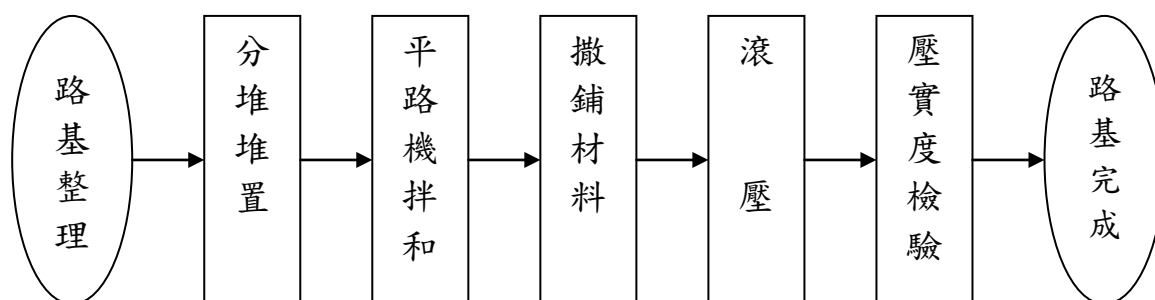 路基整理
分堆堆置
平路機拌和
撒鋪材料
滾壓
壓實度檢驗
路基完成